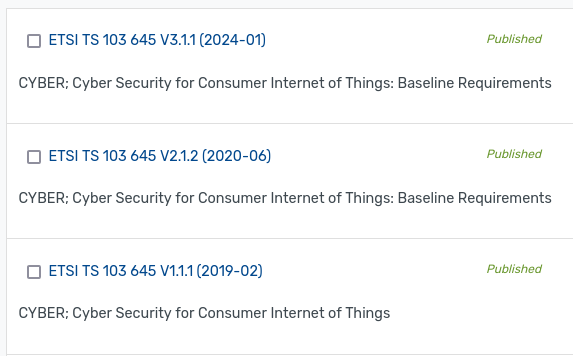 ETSI TS 103 645 V3.1.1 (2024-01) Published
CYBER; Cyber Security for Consumer Internet of Things: Baseline Requirements
ETSI TS 103 645 V2.1.2 (2020-06) Published
CYBER; Cyber Security for Consumer Internet of Things: Baseline Requirements
ETSI TS 103 645 V1.1.1 (2019-02) Published
CYBER; Cyber Security for Consumer Internet of Things